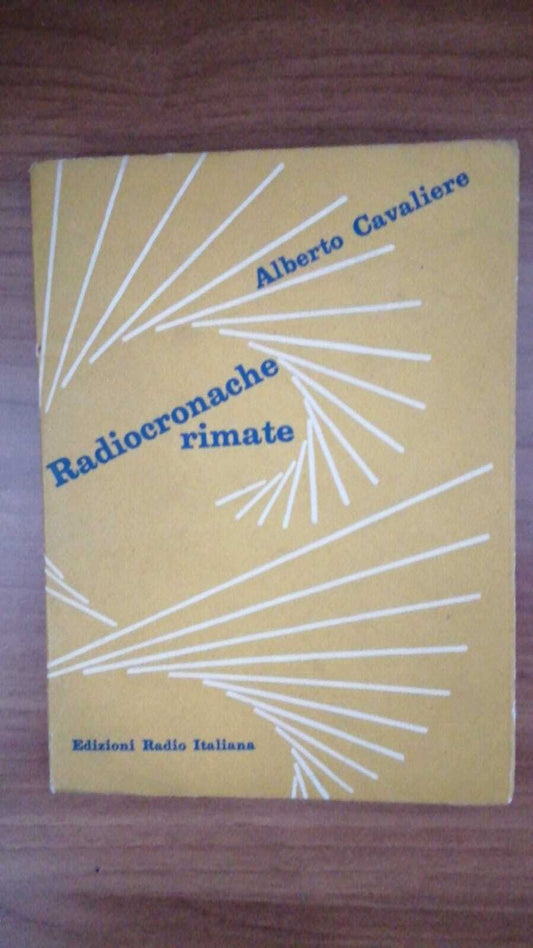 Alberto Cavaliere
Radiocronache
rimate
Edizioni Radio Italiana